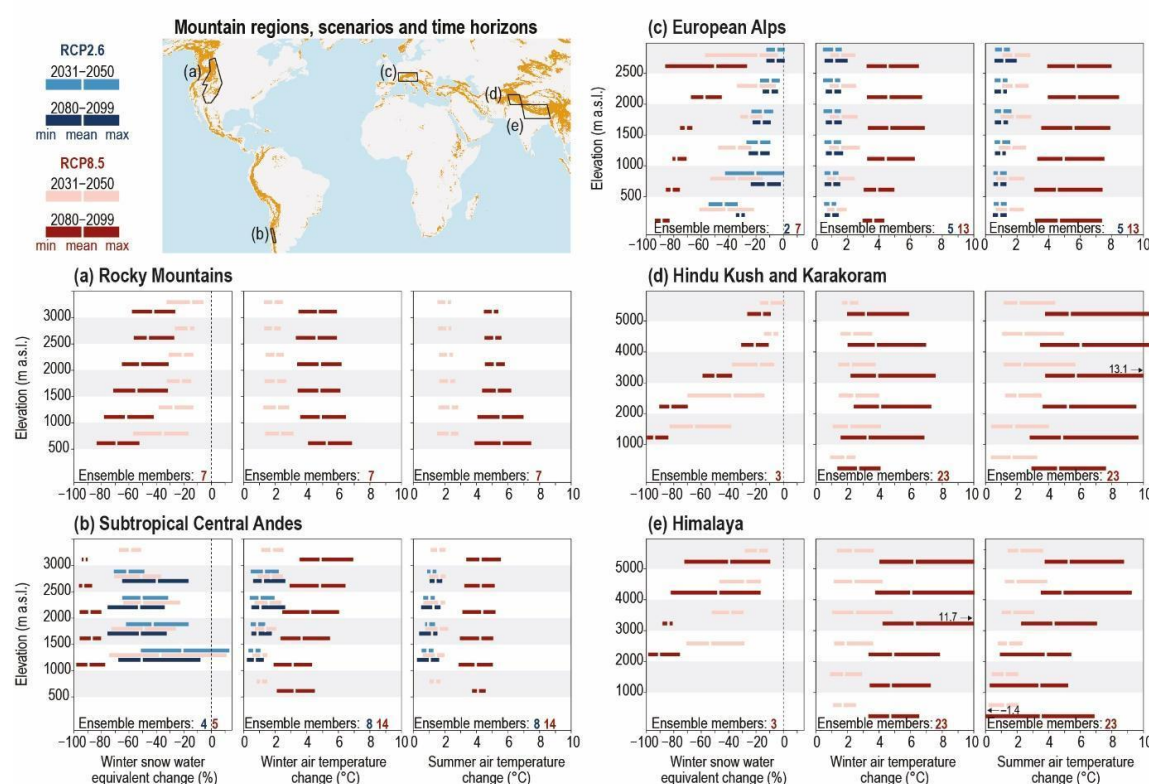 Mountain regions, scenarios and time horizons
RCP2.6
2031−2050
2080−2099
min mean max
RCP8.5
2031−2050
2080−2099
min mean max
(a)
(b)
(c)
(d)
(e)
(a) Rocky Mountains
Elevation (m a.s.l.)
3000
2500
2000
1500
1000
500
Ensemble members: 7
Ensemble members: 7
Ensemble members: 7
−100 −80 −60 −40 −20 0
0 2 4 6 8 10
0 2 4 6 8 10
(b) Subtropical Central Andes
Elevation (m a.s.l.)
3000
2500
2000
1500
1000
500
Ensemble members: 4 5
Ensemble members: 8 14
Ensemble members: 8 14
−100 −80 −60 −40 −20 0
0 2 4 6 8 10
0 2 4 6 8 10
Winter snow water
equivalent change (%)
Winter air temperature
change (°C)
Summer air temperature
change (°C)
(c) European Alps
Elevation (m a.s.l.)
2500
2000
1500
1000
500
Ensemble members: 2 7
Ensemble members: 5 13
Ensemble members: 5 13
−100 −80 −60 −40 −20 0
0 2 4 6 8 10
0 2 4 6 8 10
(d) Hindu Kush and Karakoram
Elevation (m a.s.l.)
5000
4000
3000
2000
1000
13.1
Ensemble members: 3
Ensemble members: 23
Ensemble members: 23
−100 −80 −60 −40 −20 0
0 2 4 6 8 10
0 2 4 6 8 10
(e) Himalaya
Elevation (m a.s.l.)
5000
4000
3000
2000
1000
11.7
−1.4
Ensemble members: 3
Ensemble members: 23
Ensemble members: 23
−100 −80 −60 −40 −20 0
0 2 4 6 8 10
0 2 4 6 8 10
Winter snow water
equivalent change (%)
Winter air temperature
change (°C)
Summer air temperature
change (°C)